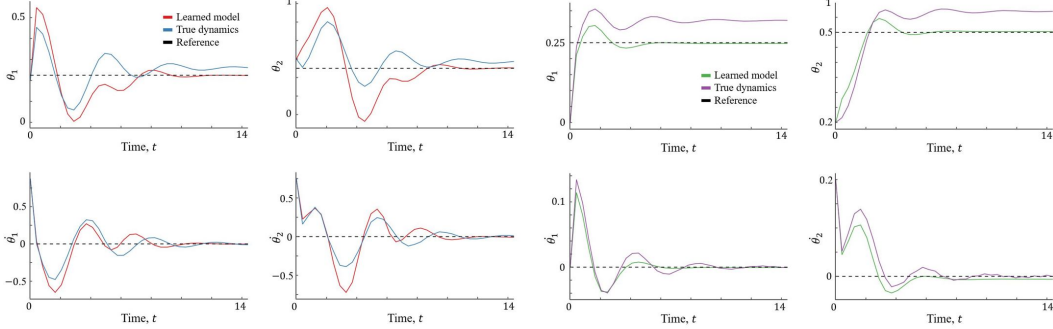 0.5
θ₁
0
0
14
Time, t
Learned model
True dynamics
Reference
1
θ₂
0
0
14
Time, t
θ₁
0.25
0
0
14
Time, t
Learned model
True dynamics
Reference
θ₂
0.5
0.2
0
14
Time, t
θ̇₁
0.5
0
−0.5
0
14
Time, t
θ̇₂
0.5
0
−0.5
0
14
Time, t
θ̇₁
0.1
0
0
14
Time, t
θ̇₂
0.2
0
0
14
Time, t